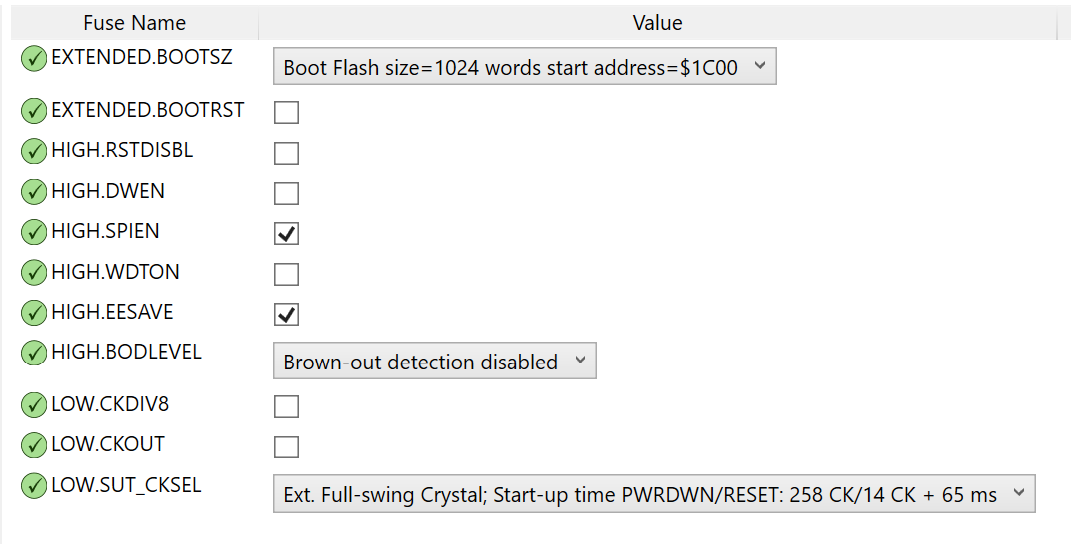 Fuse Name Value
EXTENDED.BOOTSZ Boot Flash size=1024 words start address=$1C00
EXTENDED.BOOTRST
HIGH.RSTDISBL
HIGH.DWEN
HIGH.SPIEN
HIGH.WDTON
HIGH.EESAVE
HIGH.BODLEVEL Brown-out detection disabled
LOW.CKDIV8
LOW.CKOUT
LOW.SUT_CKSEL Ext. Full-swing Crystal; Start-up time PWRDWN/RESET: 258 CK/14 CK + 65 ms